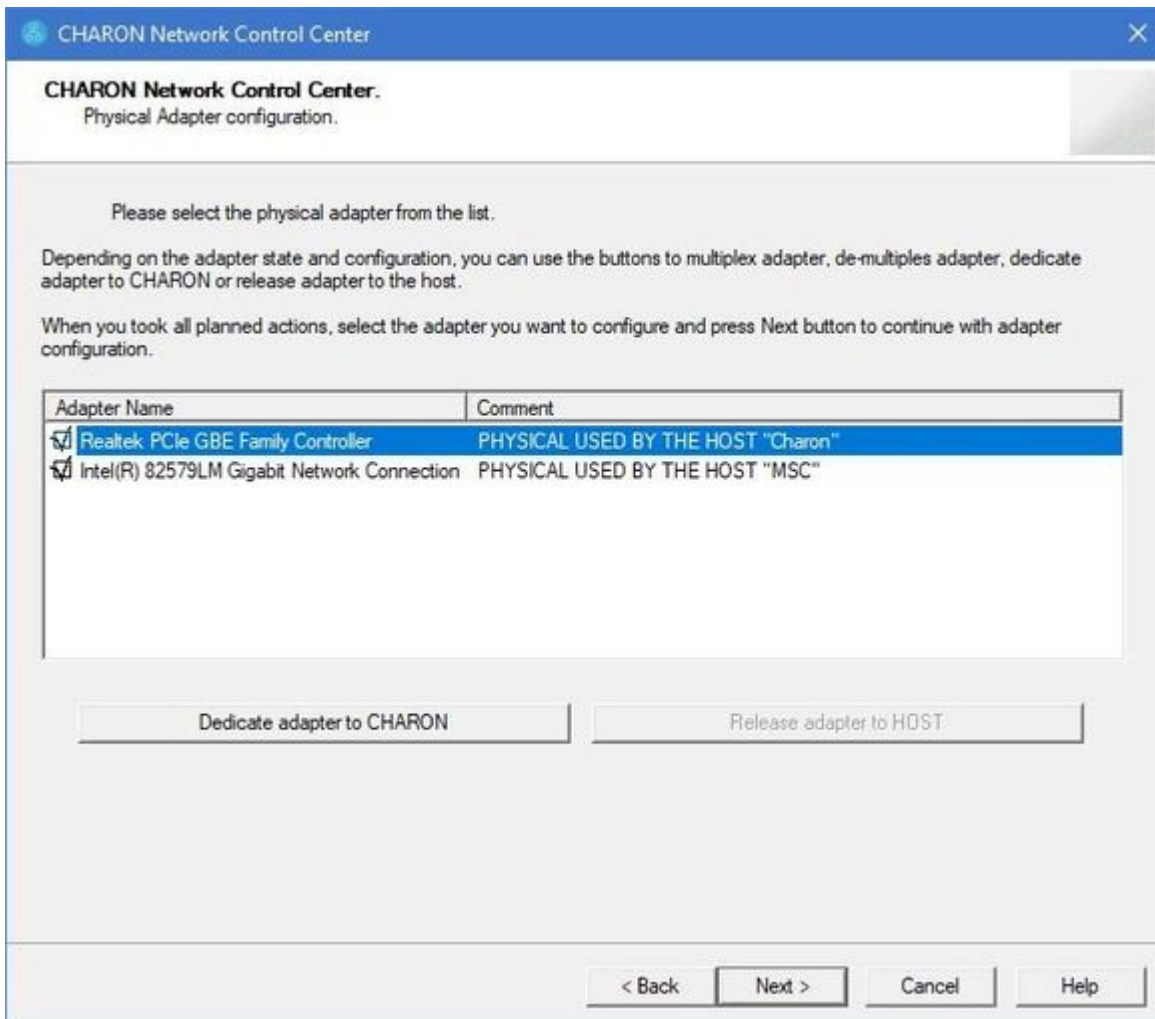 CHARON Network Control Center
CHARON Network Control Center.
Physical Adapter configuration.
Please select the physical adapter from the list.
Depending on the adapter state and configuration, you can use the buttons to multiplex adapter, de-multiples adapter, dedicate
adapter to CHARON or release adapter to the host.
When you took all planned actions, select the adapter you want to configure and press Next button to continue with adapter
configuration.
Adapter Name Comment
Realtek PCIe GBE Family Controller PHYSICAL USED BY THE HOST "Charon"
Intel(R) 82579LM Gigabit Network Connection PHYSICAL USED BY THE HOST "MSC"
Dedicate adapter to CHARON Release adapter to HOST
< Back Next > Cancel Help